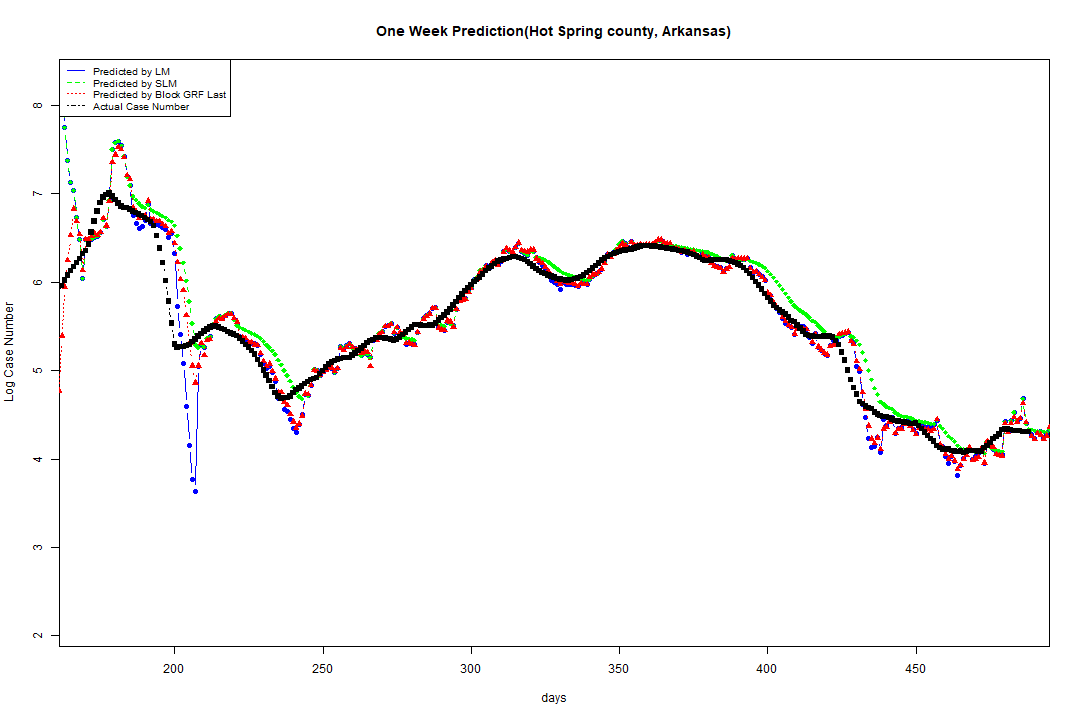 One Week Prediction(Hot Spring county, Arkansas)
Predicted by LM
Predicted by SLM
Predicted by Block GRF Last
Actual Case Number
8
7
6
5
4
3
2
Log Case Number
200 250 300 350 400 450
days